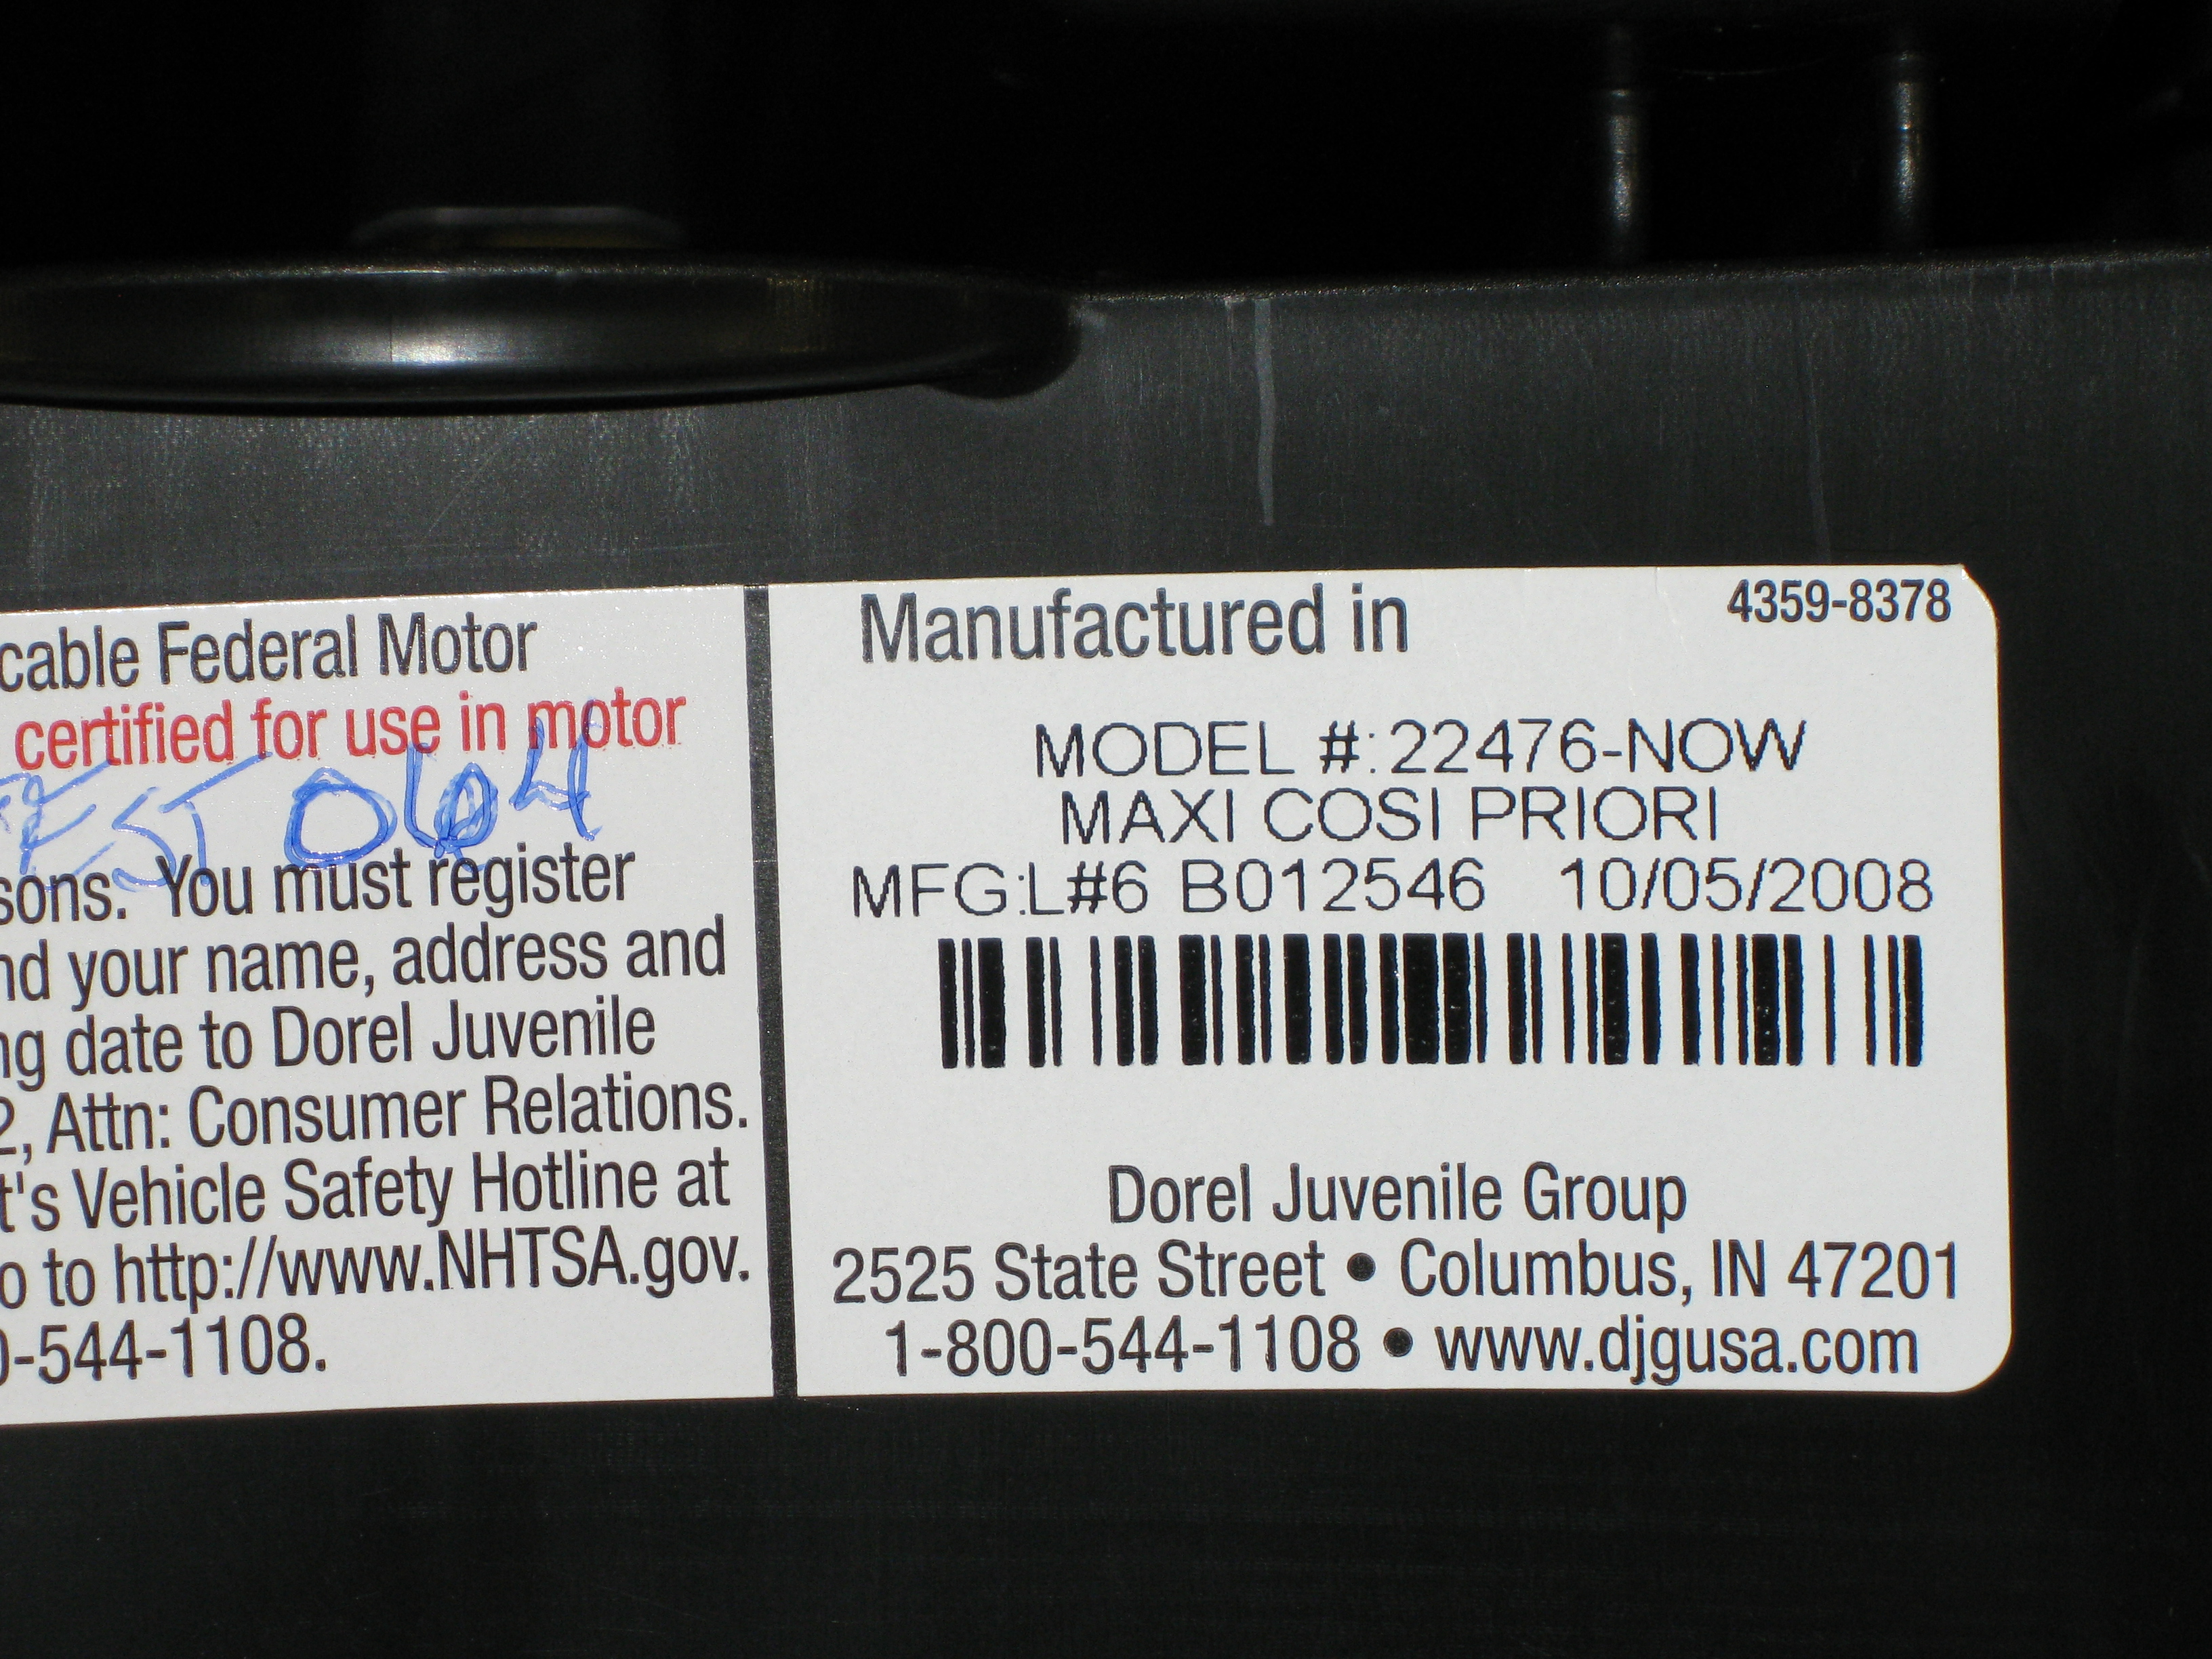 cable Federal Motor
certified for use in motor
EST 064
sons. You must register
nd your name, address and
ng date to Dorel Juvenile
2, Attn: Consumer Relations.
t's Vehicle Safety Hotline at
o to http://www.NHTSA.gov.
0-544-1108.
Manufactured in
4359-8378
MODEL #:22476-NOW
MAXI COSI PRIORI
MFG:L#6 B012546 10/05/2008
Dorel Juvenile Group
2525 State Street • Columbus, IN 47201
1-800-544-1108 • www.djgusa.com